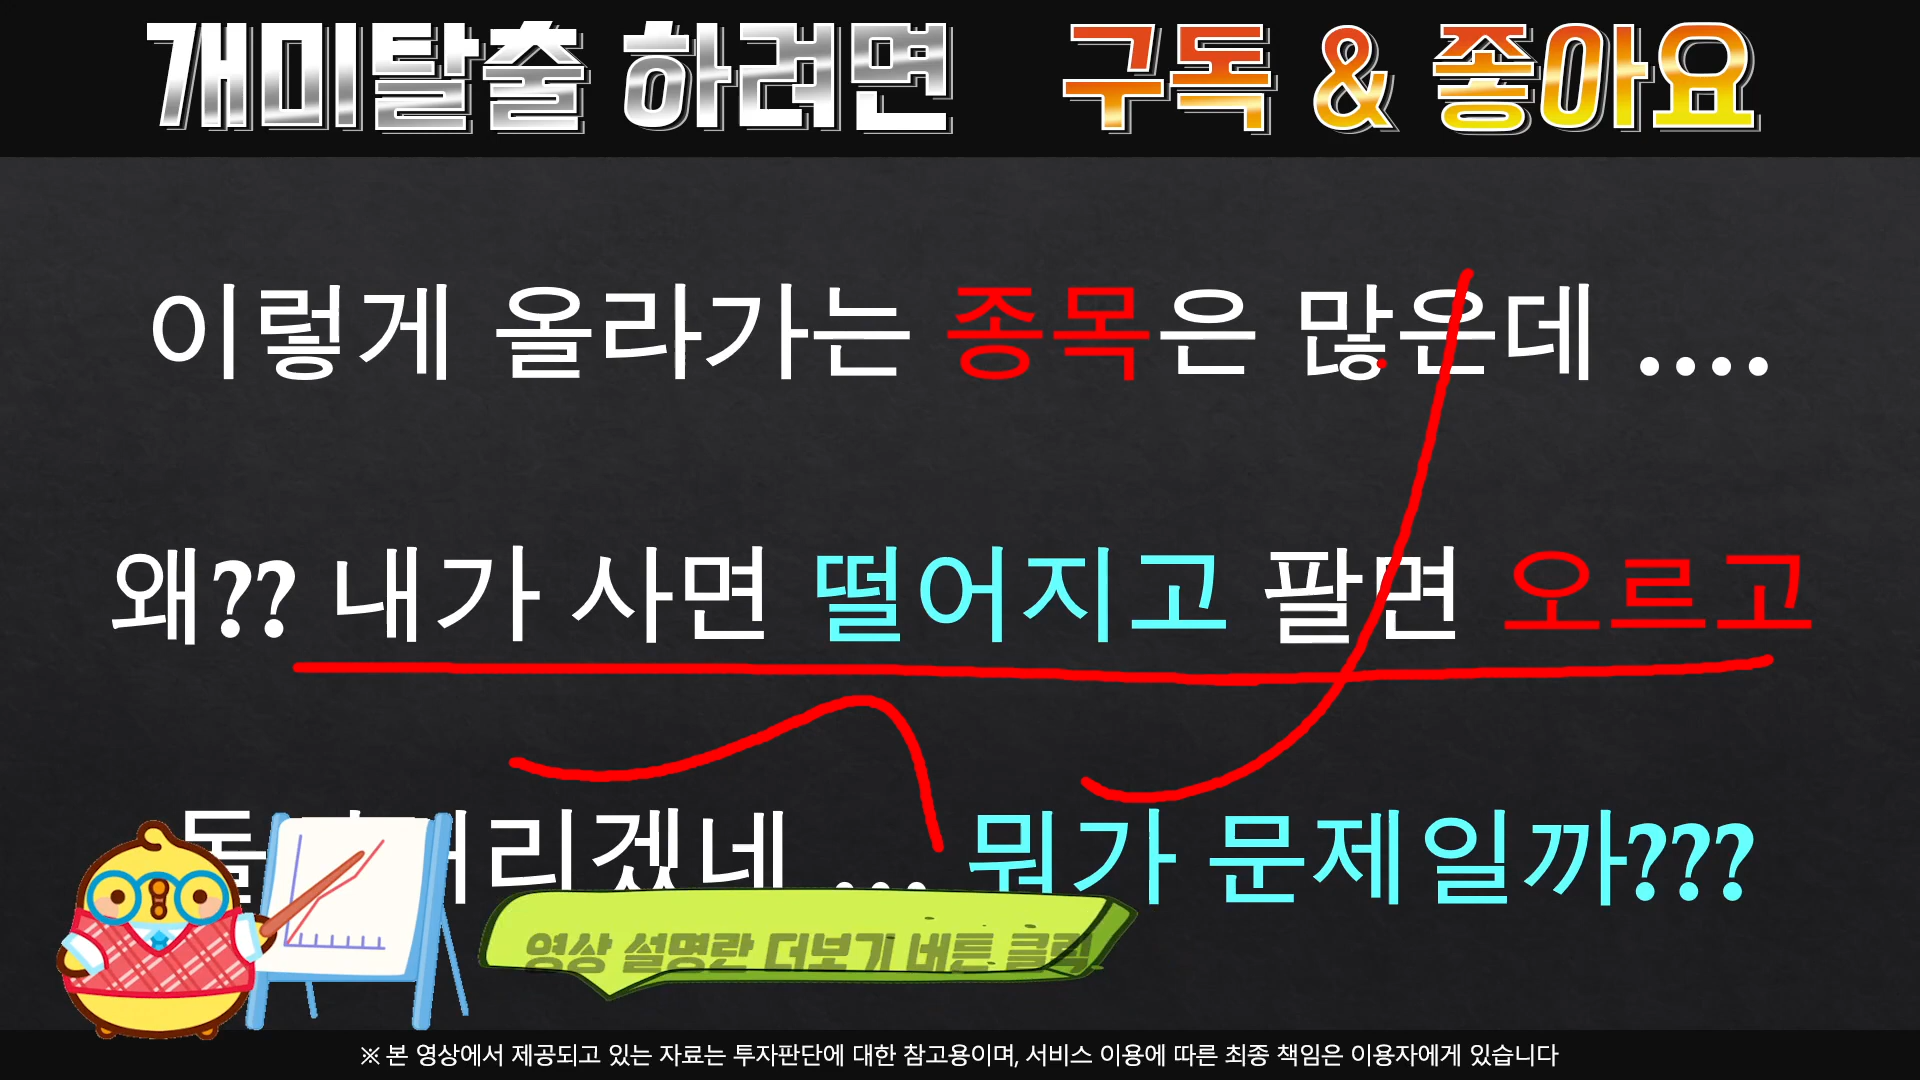 개미탈출 하려면 구독 & 좋아요
이렇게 올라가는 종목은 많은데 ....
왜?? 내가 사면 떨어지고 팔면 오르고
리겠네 ... 뭐가 문제일까???
영상 설명란 더보기 버튼 클릭
※ 본 영상에서 제공되고 있는 자료는 투자판단에 대한 참고용이며, 서비스 이용에 따른 최종 책임은 이용자에게 있습니다